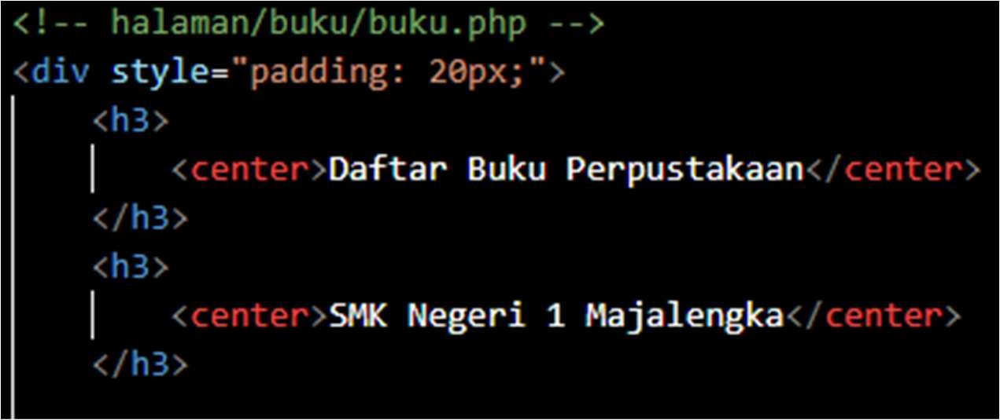 <!-- halaman/buku/buku.php -->
<div style="padding: 20px;">
<h3>
<center>Daftar Buku Perpustakaan</center>
</h3>
<h3>
<center>SMK Negeri 1 Majalengka</center>
</h3>